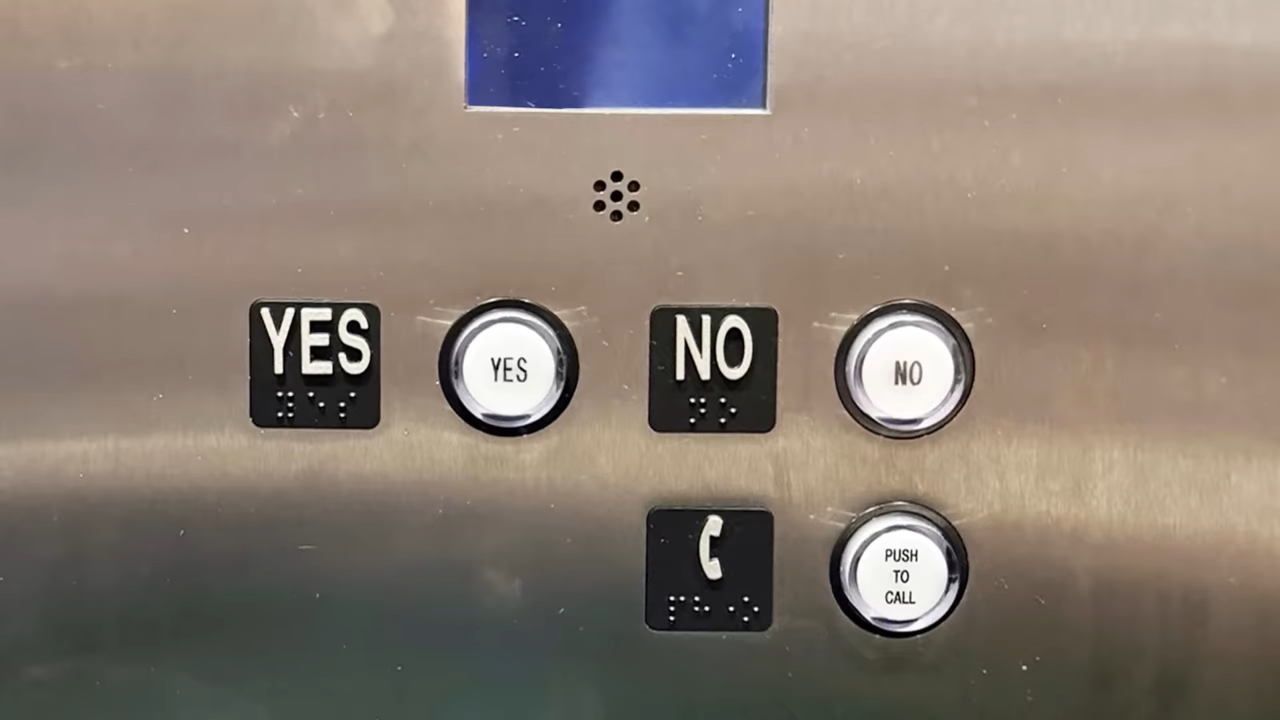 YES
YES
NO
NO
PUSH
TO
CALL